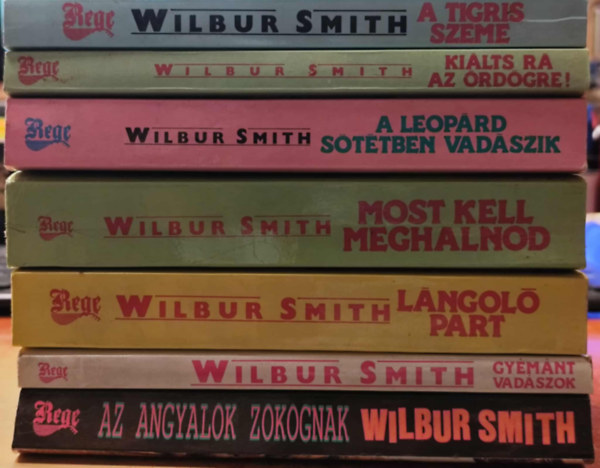 Rege WILBUR SMITH A TIGRIS
SZEME
Rege WILBUR SMITH KIÁLTS RÁ
AZ ÖRDÖGRE!
Rege WILBUR SMITH A LEOPÁRD
SÖTÉTBEN VADÁSZIK
Rege WILBUR SMITH MOST KELL
MEGHALNOD
Rege WILBUR SMITH LÁNGOLÓ
PART
Rege WILBUR SMITH GYÉMÁNT
VADÁSZOK
Rege AZ ANGYALOK ZOKOGNAK WILBUR SMITH